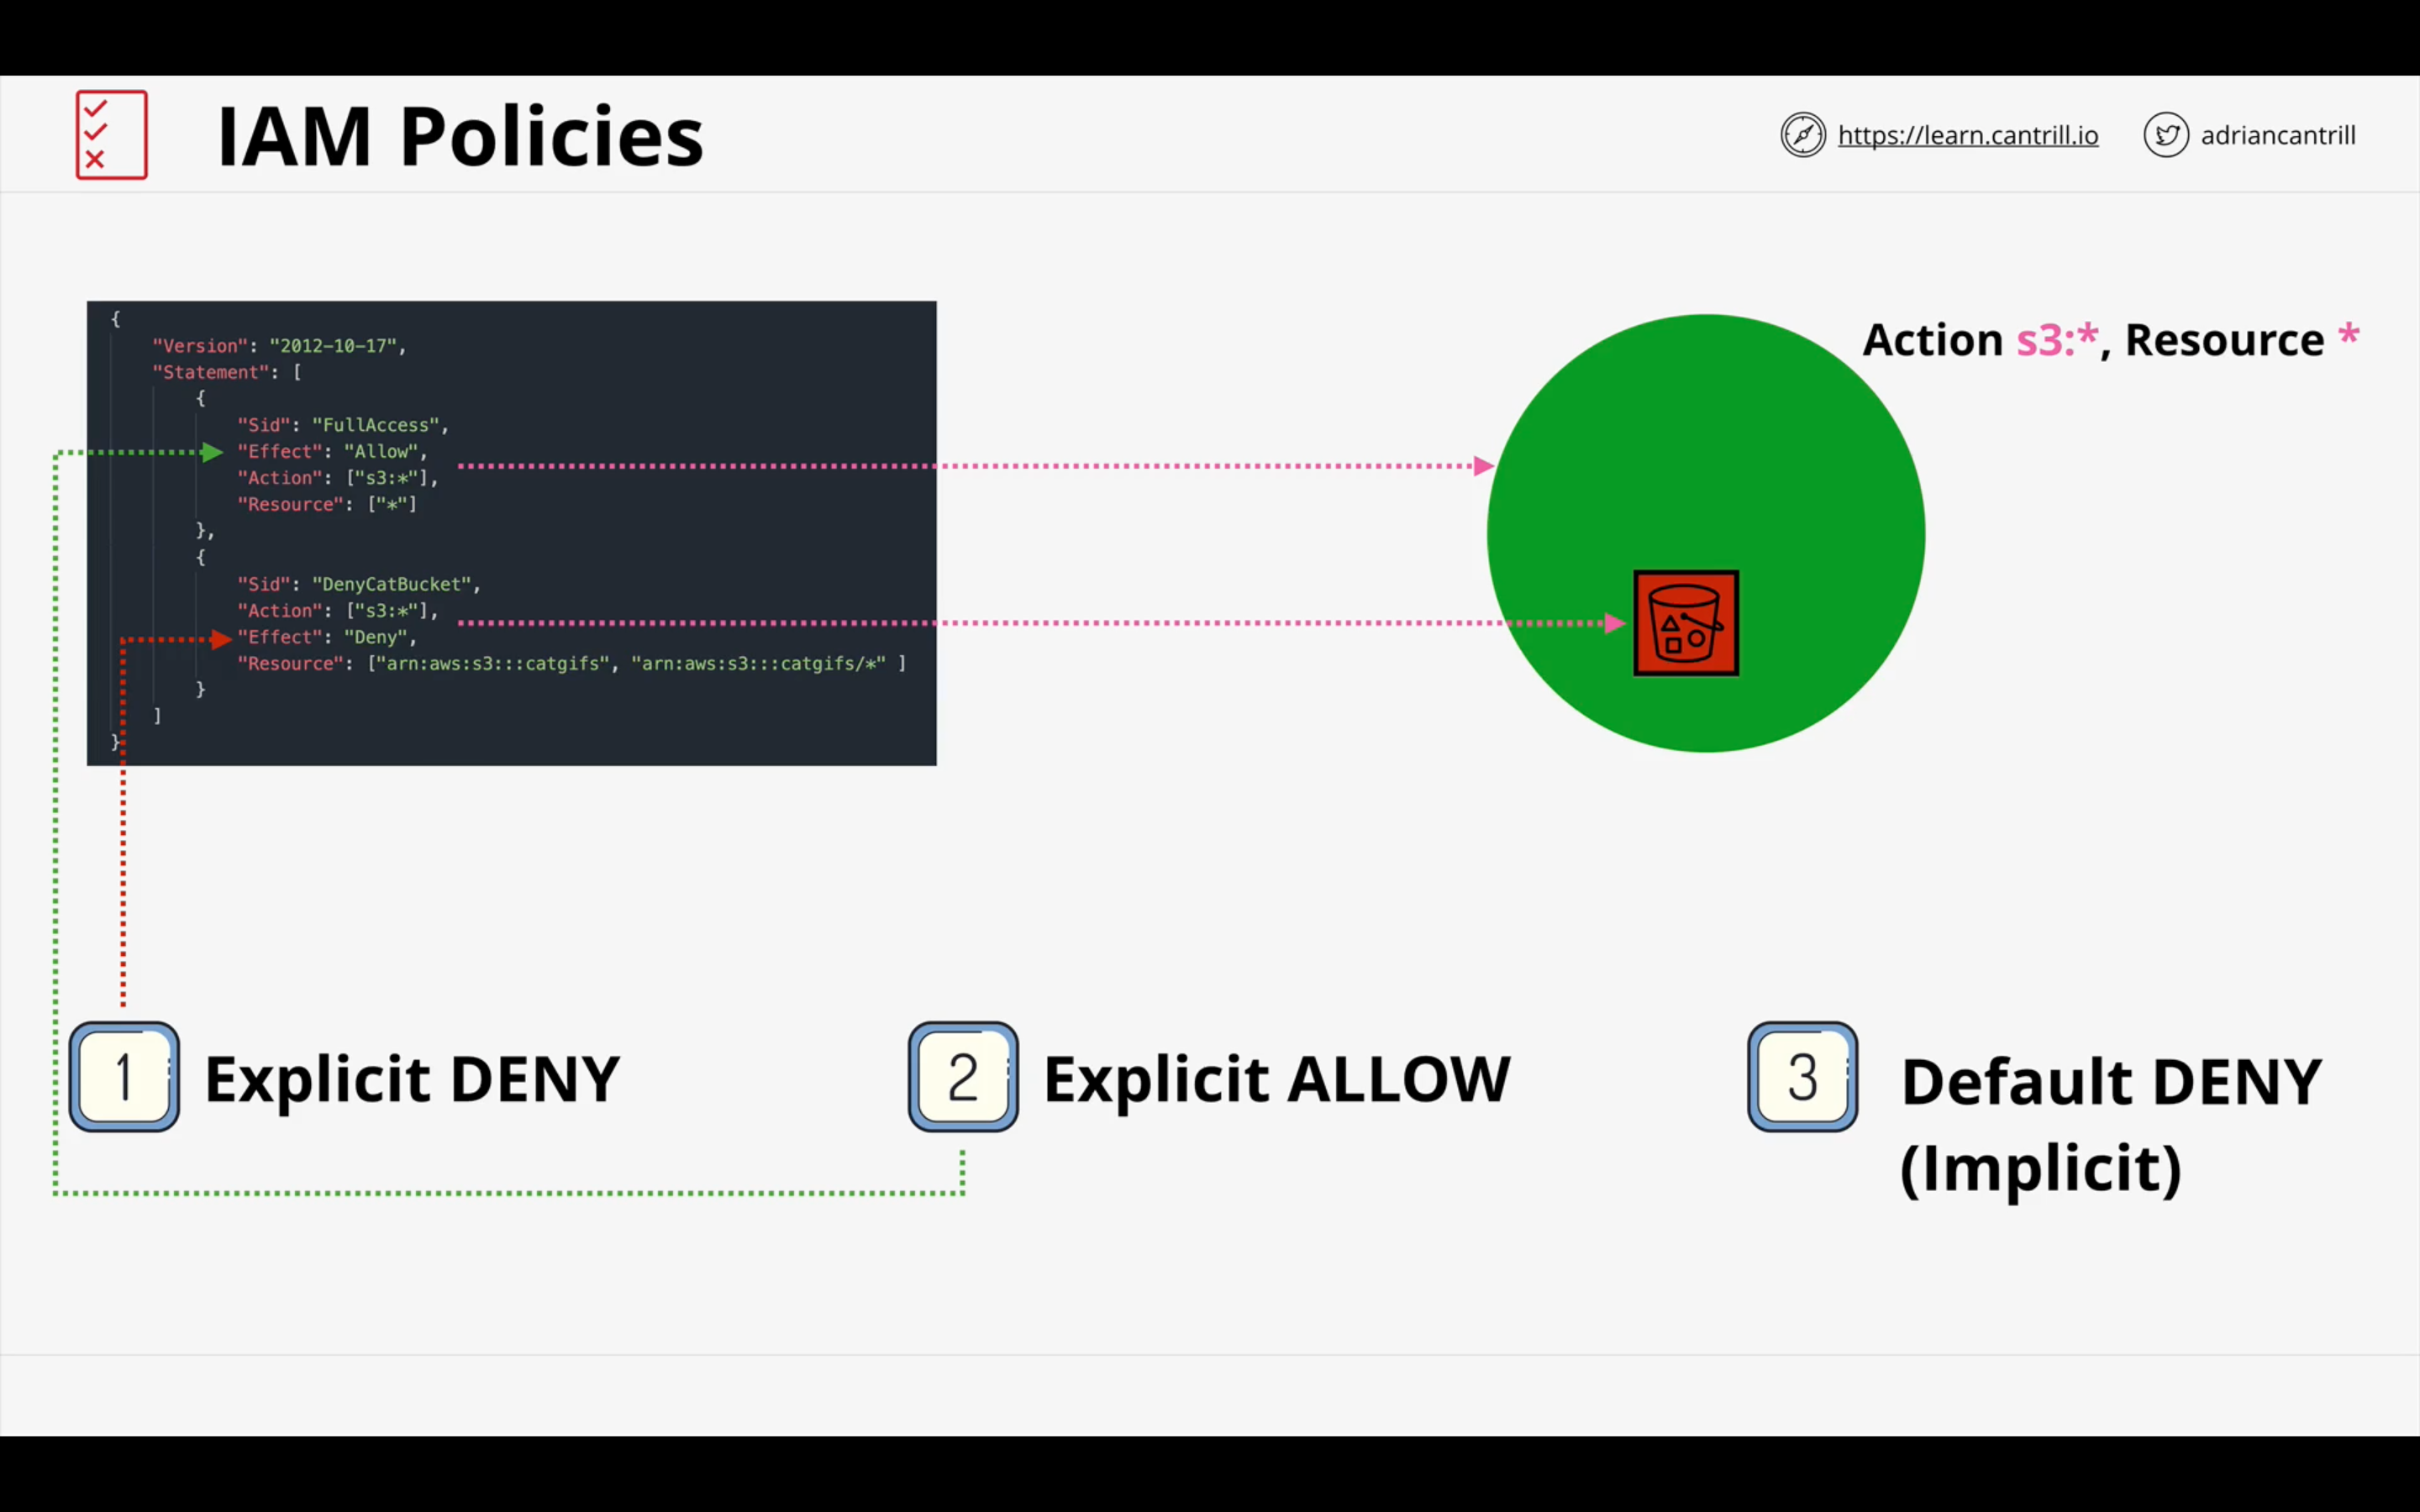 IAM Policies
https://learn.cantrill.io
adriancantrill
{
"Version": "2012-10-17",
"Statement": [
{
"Sid": "FullAccess",
"Effect": "Allow",
"Action": ["s3:*"],
"Resource": ["*"]
},
{
"Sid": "DenyCatBucket",
"Action": ["s3:*"],
"Effect": "Deny",
"Resource": ["arn:aws:s3:::catgifs", "arn:aws:s3:::catgifs/*" ]
}
]
}
Action s3:*, Resource *
1 Explicit DENY
2 Explicit ALLOW
3 Default DENY
(Implicit)